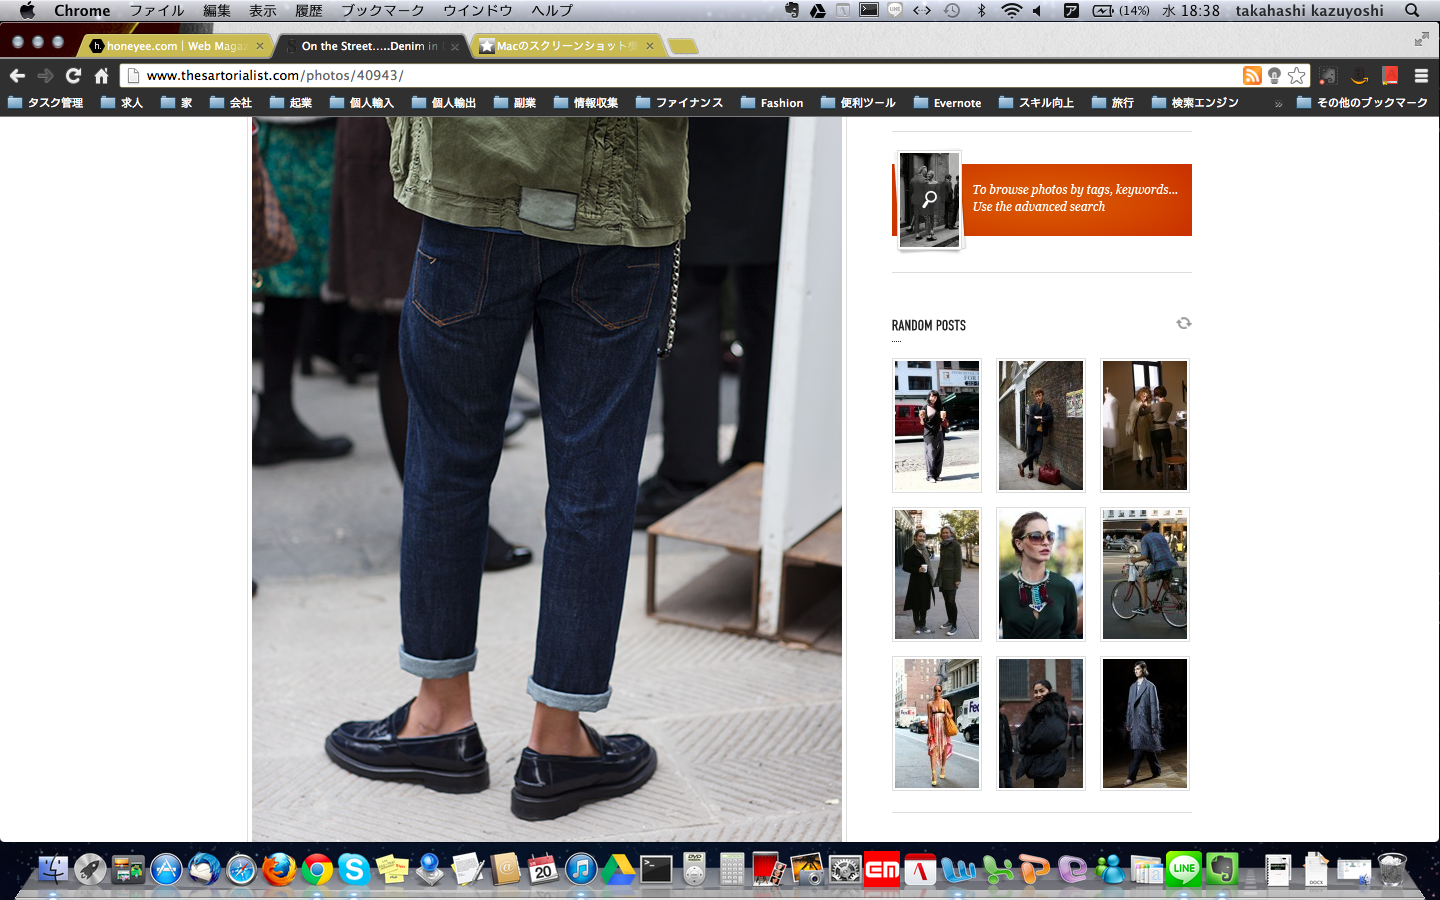 Chrome ファイル 編集 表示 履歴 ブックマーク ウインドウ ヘルプ (14%) 水 18:38 takahashi kazuyoshi
honeyee.com | Web Maga On the Street.....Denim in Macのスクリーンショット
www.thesartorialist.com/photos/40943/
タスク管理 求人 家 会社 起業 個人輸入 個人輸出 副業 情報収集 ファイナンス Fashion 便利ツール Evernote スキル向上 旅行 検索エンジン » その他のブックマーク
To browse photos by tags, keywords...
Use the advanced search
RANDOM POSTS
FedEx
20
LINE
DOCX